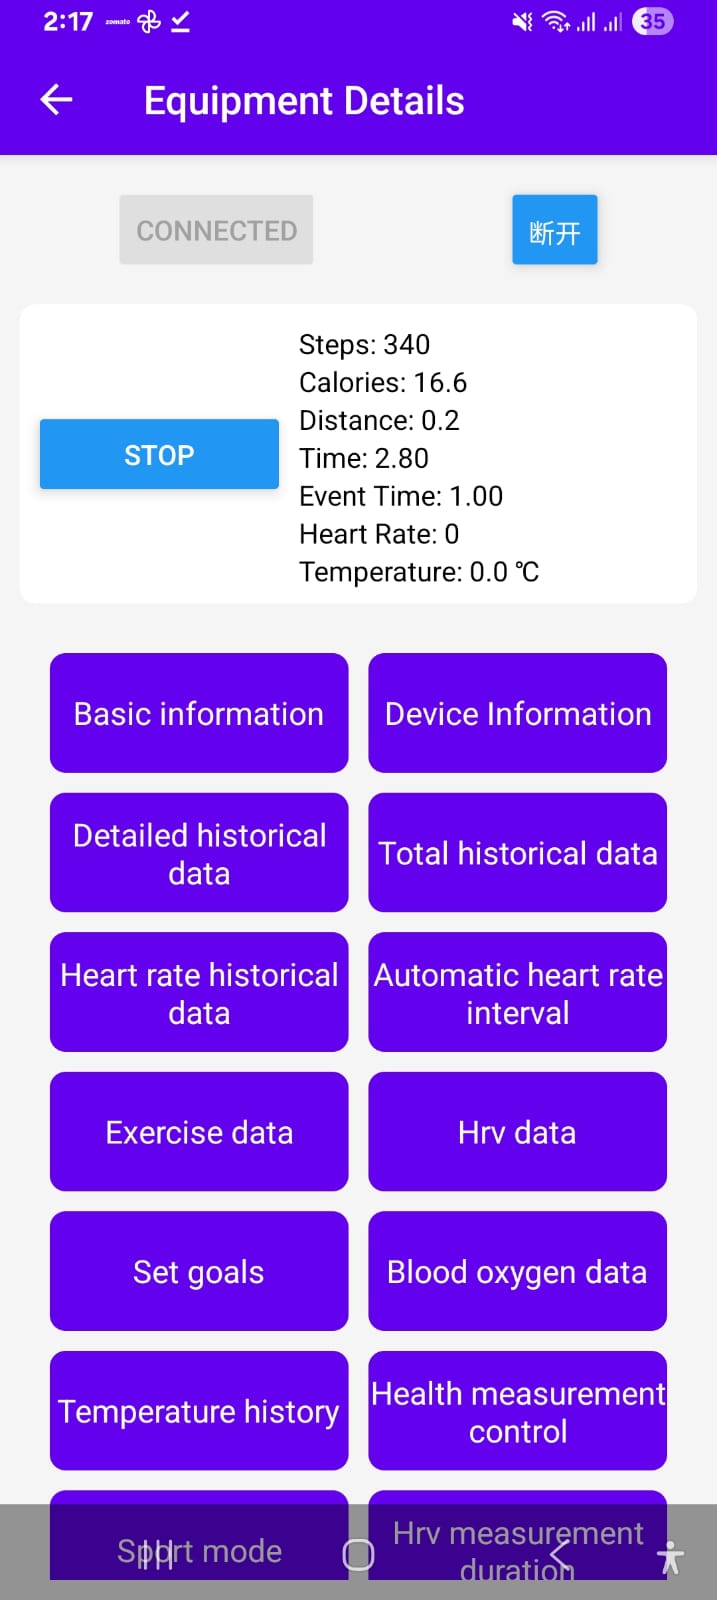 2:17 zomato 35
Equipment Details
CONNECTED
断开
Steps: 340
Calories: 16.6
Distance: 0.2
STOP
Time: 2.80
Event Time: 1.00
Heart Rate: 0
Temperature: 0.0 ℃
Basic information
Device Information
Detailed historical
data
Total historical data
Heart rate historical
data
Automatic heart rate
interval
Exercise data
Hrv data
Set goals
Blood oxygen data
Temperature history
Health measurement
control
Sport mode
Hrv measurement
duration